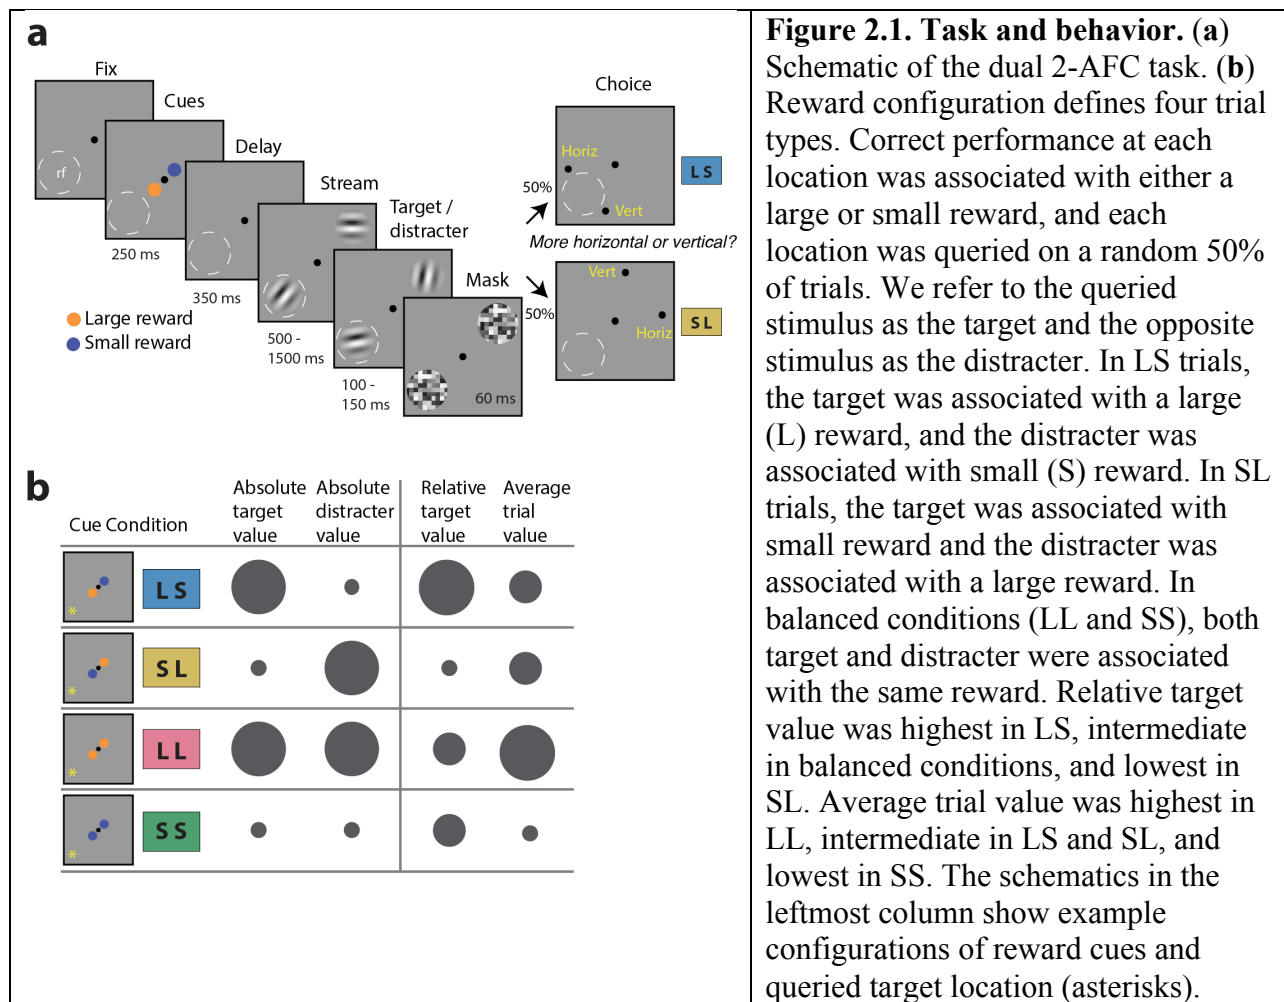 a
Fix
Cues
Delay
Stream
Target /
distracter
Mask
Choice
rf
250 ms
350 ms
500 -
1500 ms
100 -
150 ms
60 ms
Large reward
Small reward
Horiz
Vert
50%
L S
More horizontal or vertical?
50%
Vert
Horiz
S L
b
Cue Condition
Absolute
target
value
Absolute
distracter
value
Relative
target
value
Average
trial
value
*
L S
*
S L
*
L L
*
S S
Figure 2.1. Task and behavior. (a)
Schematic of the dual 2-AFC task. (b)
Reward configuration defines four trial
types. Correct performance at each
location was associated with either a
large or small reward, and each
location was queried on a random 50%
of trials. We refer to the queried
stimulus as the target and the opposite
stimulus as the distracter. In LS trials,
the target was associated with a large
(L) reward, and the distracter was
associated with small (S) reward. In SL
trials, the target was associated with
small reward and the distracter was
associated with a large reward. In
balanced conditions (LL and SS), both
target and distracter were associated
with the same reward. Relative target
value was highest in LS, intermediate
in balanced conditions, and lowest in
SL. Average trial value was highest in
LL, intermediate in LS and SL, and
lowest in SS. The schematics in the
leftmost column show example
configurations of reward cues and
queried target location (asterisks).